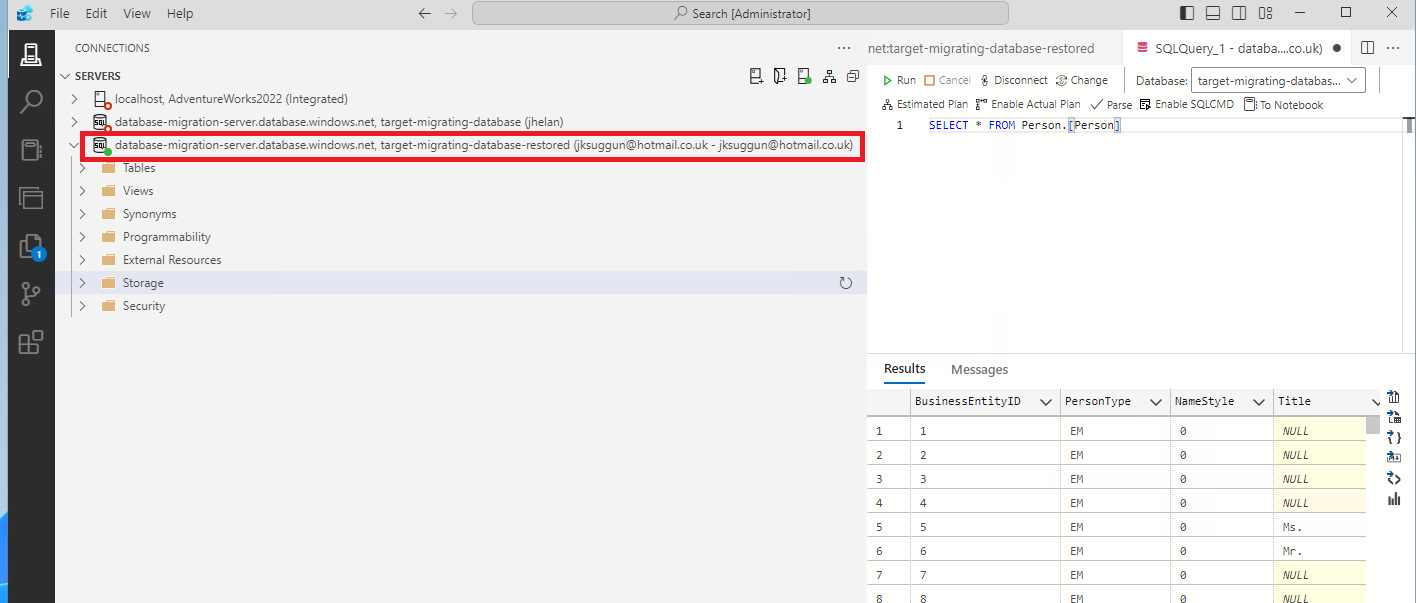 File Edit View Help
Search [Administrator]
CONNECTIONS
SERVERS
localhost, AdventureWorks2022 (Integrated)
database-migration-server.database.windows.net, target-migrating-database (jhelan)
database-migration-server.database.windows.net, target-migrating-database-restored (jksuggun@hotmail.co.uk - jksuggun@hotmail.co.uk)
Tables
Views
Synonyms
Programmability
External Resources
Storage
Security
1
net:target-migrating-database-restored
SQLQuery_1 - databa....co.uk)
Run Cancel Disconnect Change Database: target-migrating-databas...
Estimated Plan Enable Actual Plan Parse Enable SQLCMD To Notebook
1 SELECT * FROM Person.[Person]
Results Messages
BusinessEntityID PersonType NameStyle Title
1 1 EM 0 NULL
2 2 EM 0 NULL
3 3 EM 0 NULL
4 4 EM 0 NULL
5 5 EM 0 Ms.
6 6 EM 0 Mr.
7 7 EM 0 NULL
8 8 EM 0 NULL